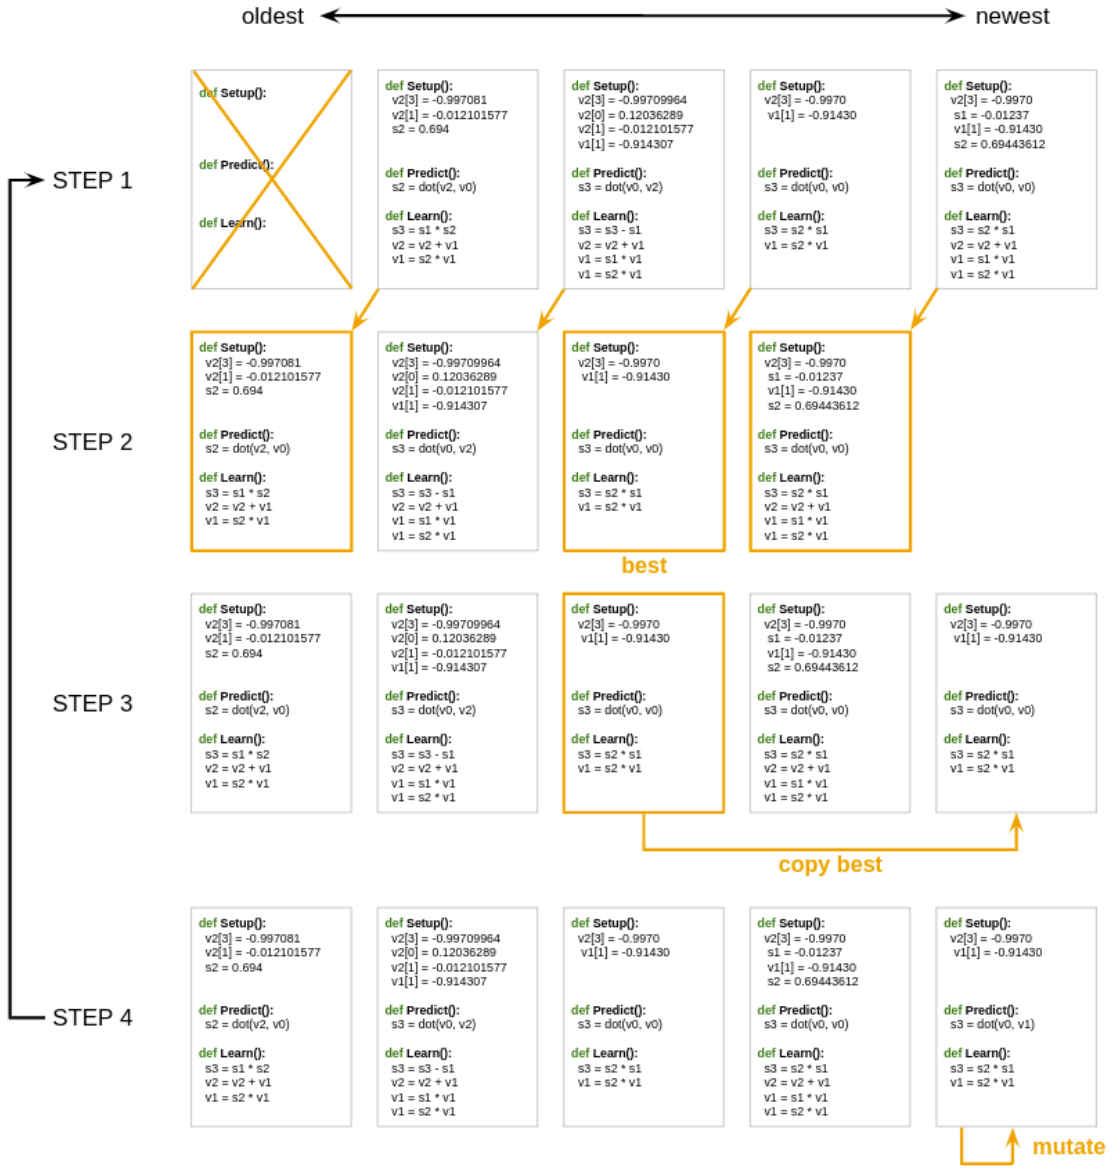 oldest newest
STEP 1
def Setup():
def Predict():
def Learn():
def Setup():
v2[3] = -0.997081
v2[1] = -0.012101577
s2 = 0.694
def Predict():
s2 = dot(v2, v0)
def Learn():
s3 = s1 * s2
v2 = v2 + v1
v1 = s2 * v1
def Setup():
v2[3] = -0.99709964
v2[0] = 0.12036289
v2[1] = -0.012101577
v1[1] = -0.914307
def Predict():
s3 = dot(v0, v2)
def Learn():
s3 = s3 - s1
v2 = v2 + v1
v1 = s1 * v1
v1 = s2 * v1
def Setup():
v2[3] = -0.9970
v1[1] = -0.91430
def Predict():
s3 = dot(v0, v0)
def Learn():
s3 = s2 * s1
v1 = s2 * v1
def Setup():
v2[3] = -0.9970
s1 = -0.01237
v1[1] = -0.91430
s2 = 0.69443612
def Predict():
s3 = dot(v0, v0)
def Learn():
s3 = s2 * s1
v2 = v2 + v1
v1 = s1 * v1
v1 = s2 * v1
STEP 2
def Setup():
v2[3] = -0.997081
v2[1] = -0.012101577
s2 = 0.694
def Predict():
s2 = dot(v2, v0)
def Learn():
s3 = s1 * s2
v2 = v2 + v1
v1 = s2 * v1
def Setup():
v2[3] = -0.99709964
v2[0] = 0.12036289
v2[1] = -0.012101577
v1[1] = -0.914307
def Predict():
s3 = dot(v0, v2)
def Learn():
s3 = s3 - s1
v2 = v2 + v1
v1 = s1 * v1
v1 = s2 * v1
def Setup():
v2[3] = -0.9970
v1[1] = -0.91430
def Predict():
s3 = dot(v0, v0)
def Learn():
s3 = s2 * s1
v1 = s2 * v1
def Setup():
v2[3] = -0.9970
s1 = -0.01237
v1[1] = -0.91430
s2 = 0.69443612
def Predict():
s3 = dot(v0, v0)
def Learn():
s3 = s2 * s1
v2 = v2 + v1
v1 = s1 * v1
v1 = s2 * v1
best
STEP 3
def Setup():
v2[3] = -0.997081
v2[1] = -0.012101577
s2 = 0.694
def Predict():
s2 = dot(v2, v0)
def Learn():
s3 = s1 * s2
v2 = v2 + v1
v1 = s2 * v1
def Setup():
v2[3] = -0.99709964
v2[0] = 0.12036289
v2[1] = -0.012101577
v1[1] = -0.914307
def Predict():
s3 = dot(v0, v2)
def Learn():
s3 = s3 - s1
v2 = v2 + v1
v1 = s1 * v1
v1 = s2 * v1
def Setup():
v2[3] = -0.9970
v1[1] = -0.91430
def Predict():
s3 = dot(v0, v0)
def Learn():
s3 = s2 * s1
v1 = s2 * v1
def Setup():
v2[3] = -0.9970
s1 = -0.01237
v1[1] = -0.91430
s2 = 0.69443612
def Predict():
s3 = dot(v0, v0)
def Learn():
s3 = s2 * s1
v2 = v2 + v1
v1 = s1 * v1
v1 = s2 * v1
def Setup():
v2[3] = -0.9970
v1[1] = -0.91430
def Predict():
s3 = dot(v0, v0)
def Learn():
s3 = s2 * s1
v1 = s2 * v1
copy best
STEP 4
def Setup():
v2[3] = -0.997081
v2[1] = -0.012101577
s2 = 0.694
def Predict():
s2 = dot(v2, v0)
def Learn():
s3 = s1 * s2
v2 = v2 + v1
v1 = s2 * v1
def Setup():
v2[3] = -0.99709964
v2[0] = 0.12036289
v2[1] = -0.012101577
v1[1] = -0.914307
def Predict():
s3 = dot(v0, v2)
def Learn():
s3 = s3 - s1
v2 = v2 + v1
v1 = s1 * v1
v1 = s2 * v1
def Setup():
v2[3] = -0.9970
v1[1] = -0.91430
def Predict():
s3 = dot(v0, v0)
def Learn():
s3 = s2 * s1
v1 = s2 * v1
def Setup():
v2[3] = -0.9970
s1 = -0.01237
v1[1] = -0.91430
s2 = 0.69443612
def Predict():
s3 = dot(v0, v0)
def Learn():
s3 = s2 * s1
v2 = v2 + v1
v1 = s1 * v1
v1 = s2 * v1
def Setup():
v2[3] = -0.9970
v1[1] = -0.91430
def Predict():
s3 = dot(v0, v1)
def Learn():
s3 = s2 * s1
v1 = s2 * v1
mutate